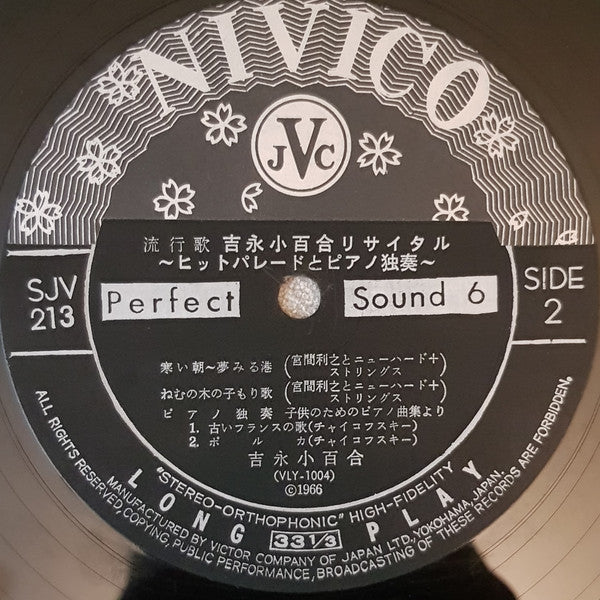 NIVICO
JVC
流行歌 吉永小百合リサイタル
～ヒットパレードとピアノ独奏～
SJV
213
Perfect Sound 6
SIDE
2
寒い朝～夢みる港 (宮間利之とニューハード+
ストリングス)
ねむの木の子もり歌 (宮間利之とニューハード+
ストリングス)
ピアノ独奏 子供のためのピアノ曲集より
1. 古いフランスの歌(チャイコフスキー)
2. ポルカ(チャイコフスキー)
吉永小百合
(VLY-1004)
©1966
"STEREO-ORTHOPHONIC" HIGH-FIDELITY
LONG 33 1/3 PLAY
MANUFACTURED BY VICTOR COMPANY OF JAPAN LTD., YOKOHAMA, JAPAN.
ALL RIGHTS RESERVED, COPYING, PUBLIC PERFORMANCE, BROADCASTING OF THESE RECORDS ARE FORBIDDEN.